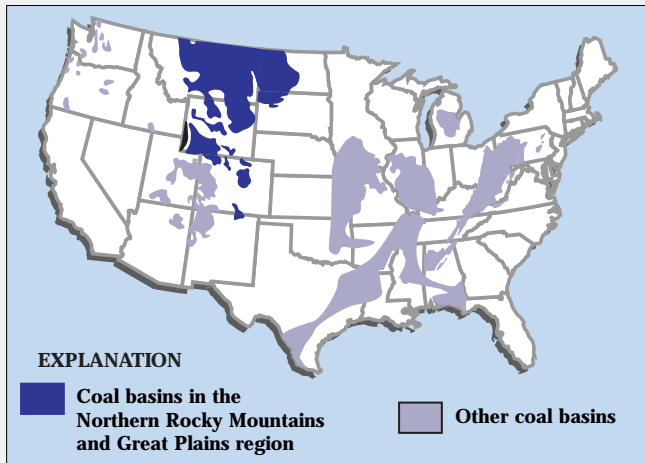 EXPLANATION
Coal basins in the
Northern Rocky Mountains
and Great Plains region
Other coal basins